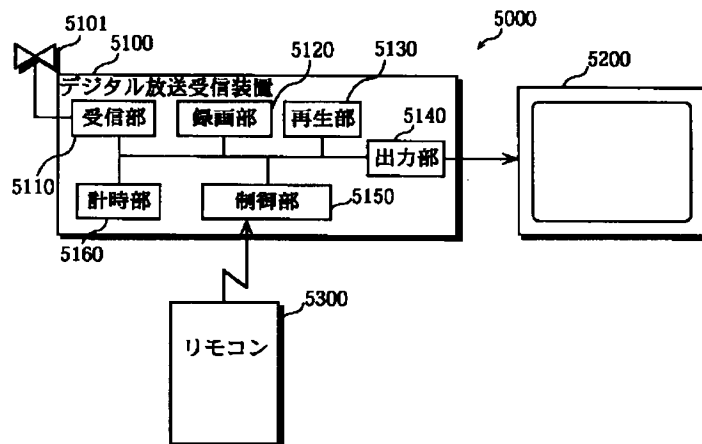 5101
5100
5000
5120
5130
5200
デジタル放送受信装置
受信部
録画部
再生部
5140
出力部
5110
計時部
制御部
5150
5160
5300
リモコン